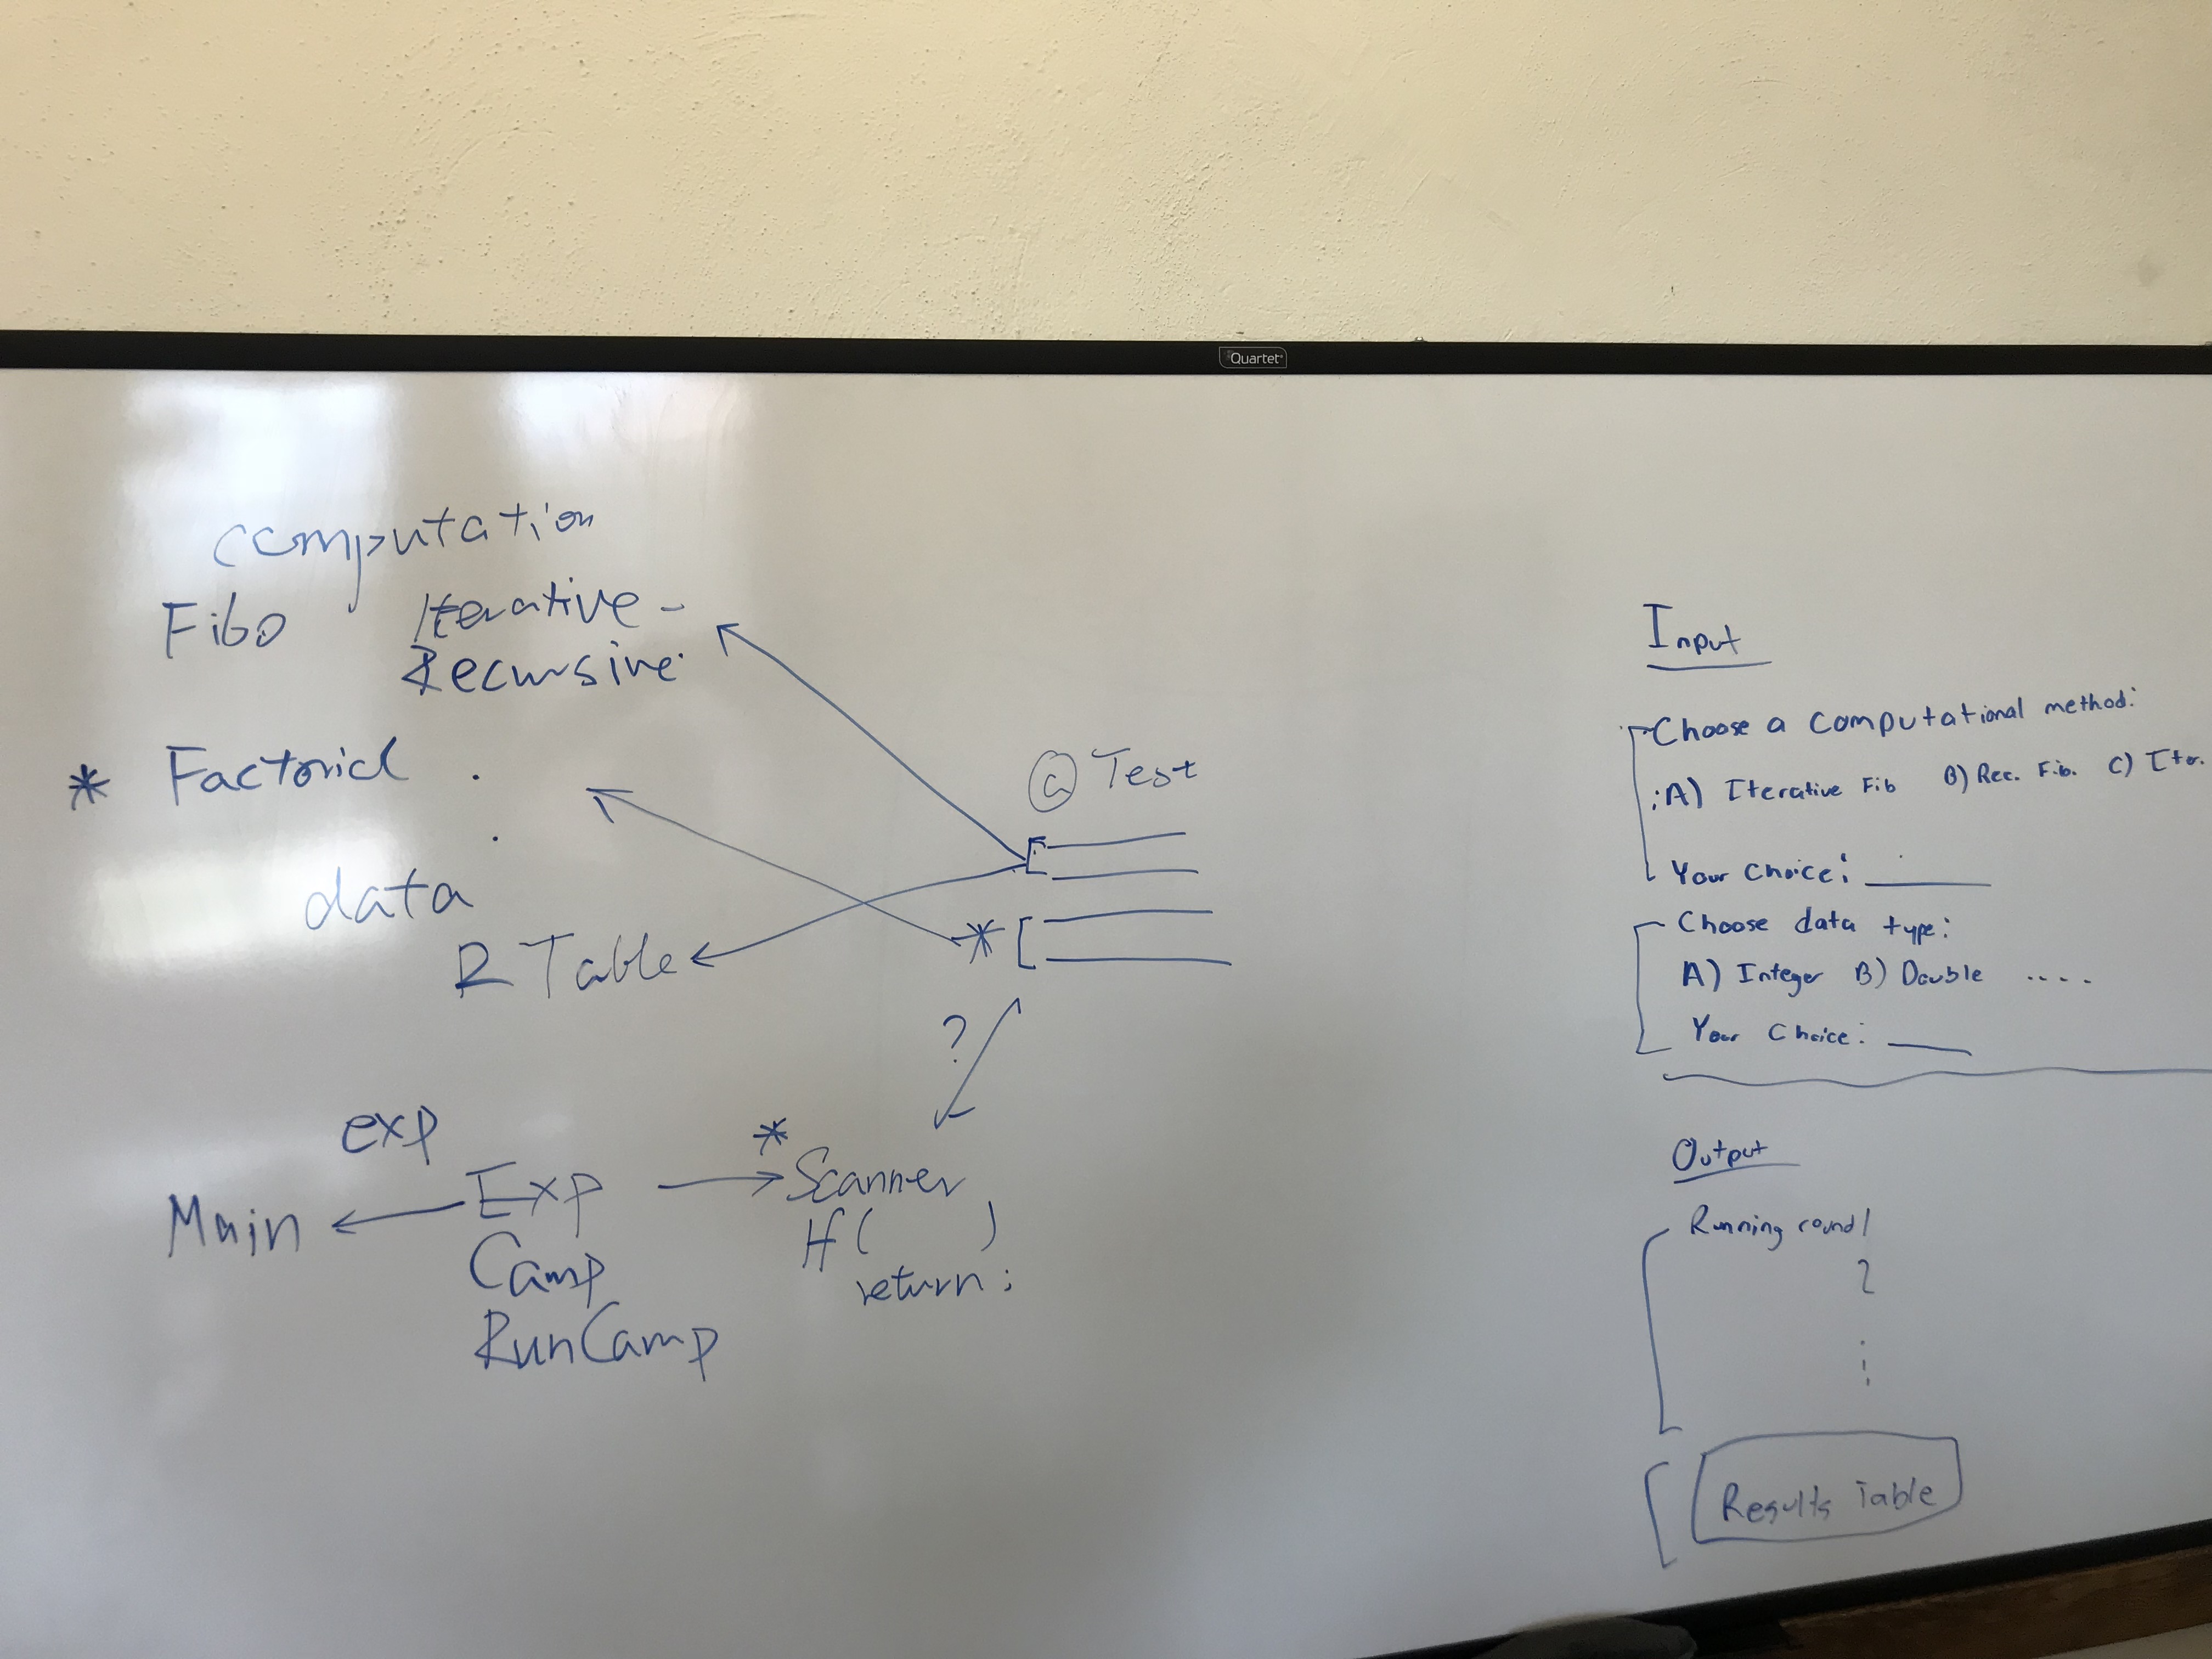 Quartet
computation
Fibo Iterative -
Recursive.
* Factorial .
.
data
R Table
@Test
*
?
exp
Main Exp
Camp
RunCamp
* Scanner
If( )
return;
Input
Choose a computational method:
A) Iterative Fib B) Rec. Fib. C) Iter.
Your choice: ____
Choose data type:
A) Integer B) Double ....
Your Choice: ____
Output
Running round 1
2
⋮
Results Table